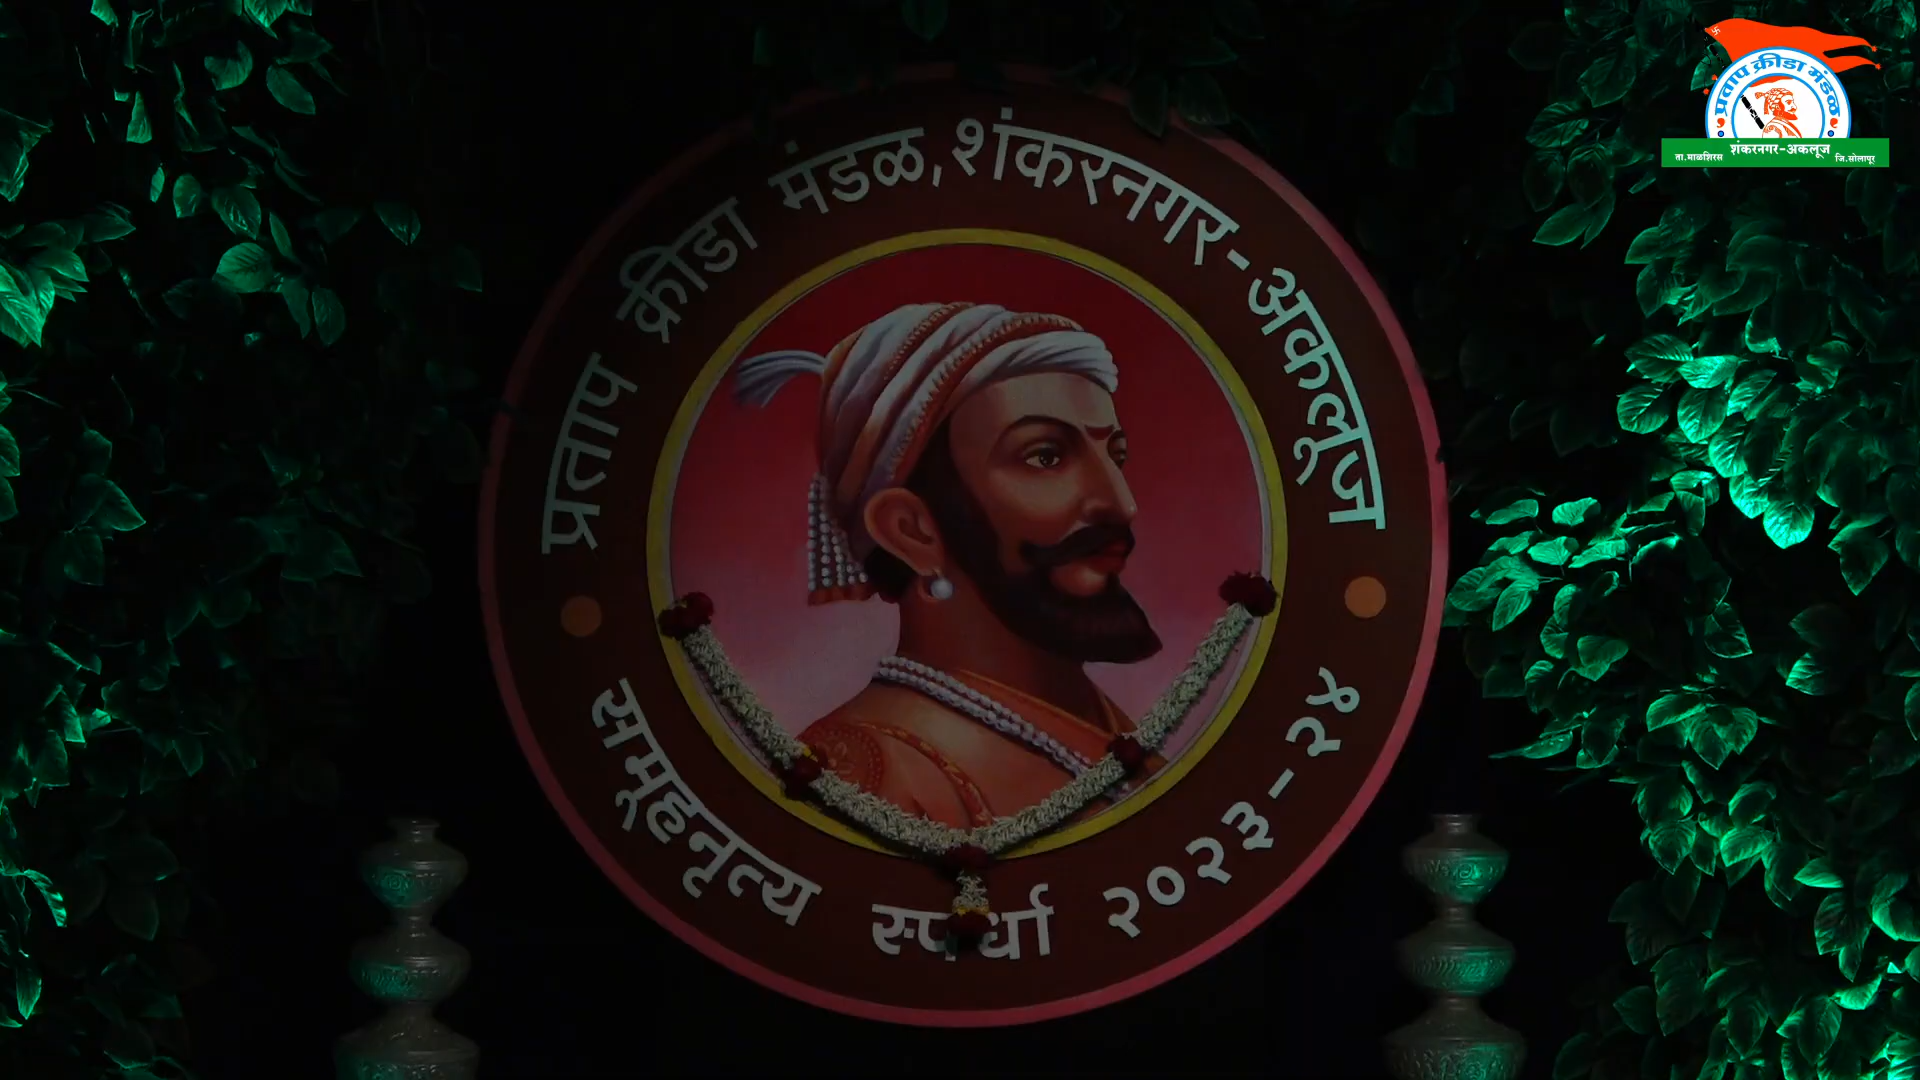 प्रताप क्रीडा मंडळ, शंकरनगर-अकलूज
समूहनृत्य स्पर्धा २०२३-२४
प्रताप क्रीडा मंडळ
ता.माळशिरस शंकरनगर-अकलूज जि.सोलापूर